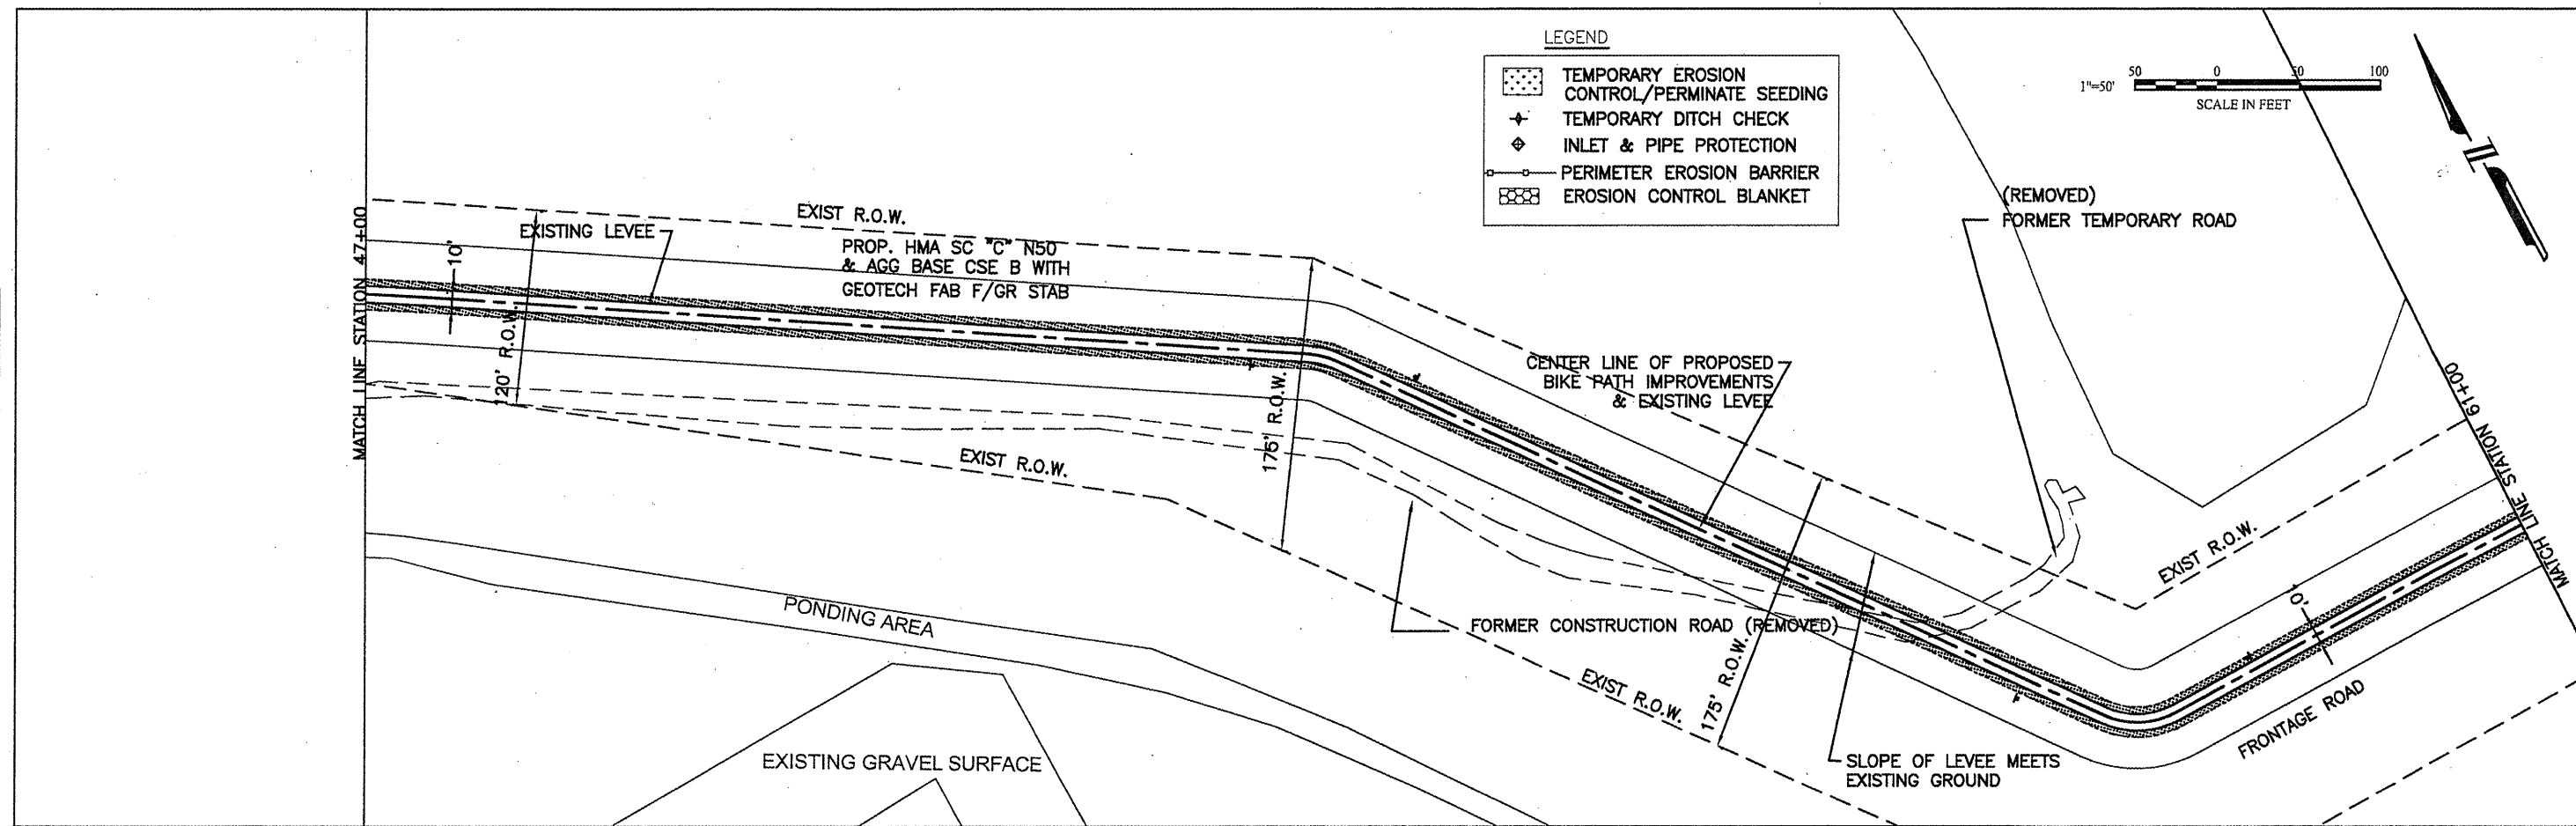 LEGEND
TEMPORARY EROSION
CONTROL/PERMINATE SEEDING
TEMPORARY DITCH CHECK
INLET & PIPE PROTECTION
PERIMETER EROSION BARRIER
EROSION CONTROL BLANKET
1"=50'
50 0 50 100
SCALE IN FEET
(REMOVED)
FORMER TEMPORARY ROAD
MATCH LINE STATION 47+00
EXIST R.O.W.
EXISTING LEVEE
10'
PROP. HMA SC "C" N50
& AGG BASE CSE B WITH
GEOTECH FAB F/GR STAB
120' R.O.W.
EXIST R.O.W.
175' R.O.W.
CENTER LINE OF PROPOSED
BIKE PATH IMPROVEMENTS
& EXISTING LEVEE
FORMER CONSTRUCTION ROAD (REMOVED)
EXIST R.O.W.
175' R.O.W.
SLOPE OF LEVEE MEETS
EXISTING GROUND
EXIST R.O.W.
10'
FRONTAGE ROAD
MATCH LINE STATION 61+00
PONDING AREA
EXISTING GRAVEL SURFACE